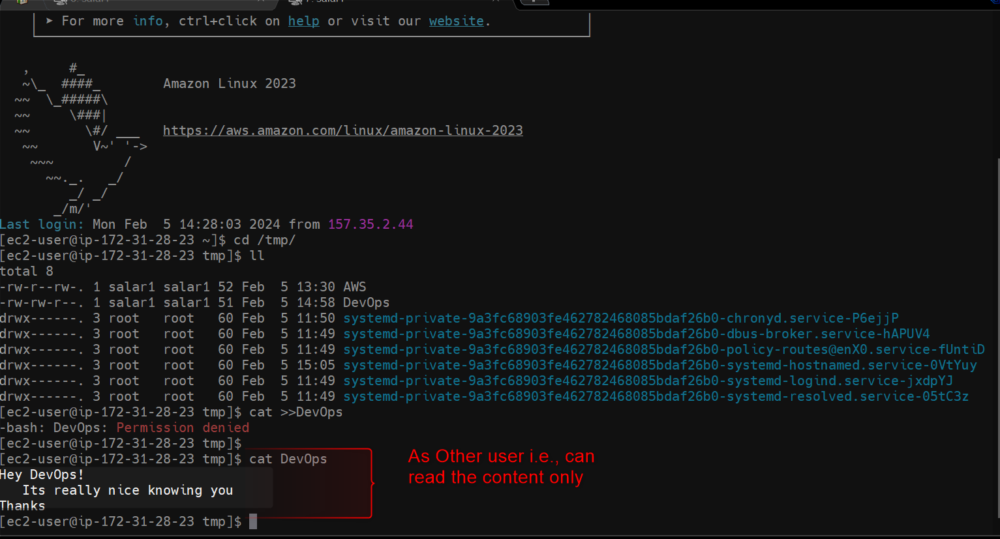 ➤ For more info, ctrl+click on help or visit our website.
   ,     #_
   ~\_  ####_        Amazon Linux 2023
  ~~  \_#####\
  ~~     \###|
  ~~       \#/ ___   https://aws.amazon.com/linux/amazon-linux-2023
   ~~       V~' '->
    ~~~         /
      ~~._.   _/
         _/ _/
       _/m/'
Last login: Mon Feb  5 14:28:03 2024 from 157.35.2.44
[ec2-user@ip-172-31-28-23 ~]$ cd /tmp/
[ec2-user@ip-172-31-28-23 tmp]$ ll
total 8
-rw-r--rw-. 1 salar1 salar1 52 Feb  5 13:30 AWS
-rw-rw-r--. 1 salar1 salar1 51 Feb  5 14:58 DevOps
drwx------. 3 root   root   60 Feb  5 11:50 systemd-private-9a3fc68903fe462782468085bdaf26b0-chronyd.service-P6ejjP
drwx------. 3 root   root   60 Feb  5 11:49 systemd-private-9a3fc68903fe462782468085bdaf26b0-dbus-broker.service-hAPUV4
drwx------. 3 root   root   60 Feb  5 11:49 systemd-private-9a3fc68903fe462782468085bdaf26b0-policy-routes@enX0.service-fUntiD
drwx------. 3 root   root   60 Feb  5 15:05 systemd-private-9a3fc68903fe462782468085bdaf26b0-systemd-hostnamed.service-0VtYuy
drwx------. 3 root   root   60 Feb  5 11:49 systemd-private-9a3fc68903fe462782468085bdaf26b0-systemd-logind.service-jxdpYJ
drwx------. 3 root   root   60 Feb  5 11:49 systemd-private-9a3fc68903fe462782468085bdaf26b0-systemd-resolved.service-05tC3z
[ec2-user@ip-172-31-28-23 tmp]$ cat >>DevOps
-bash: DevOps: Permission denied
[ec2-user@ip-172-31-28-23 tmp]$
[ec2-user@ip-172-31-28-23 tmp]$ cat DevOps
Hey DevOps!
   Its really nice knowing you
Thanks
[ec2-user@ip-172-31-28-23 tmp]$
As Other user i.e., can
read the content only